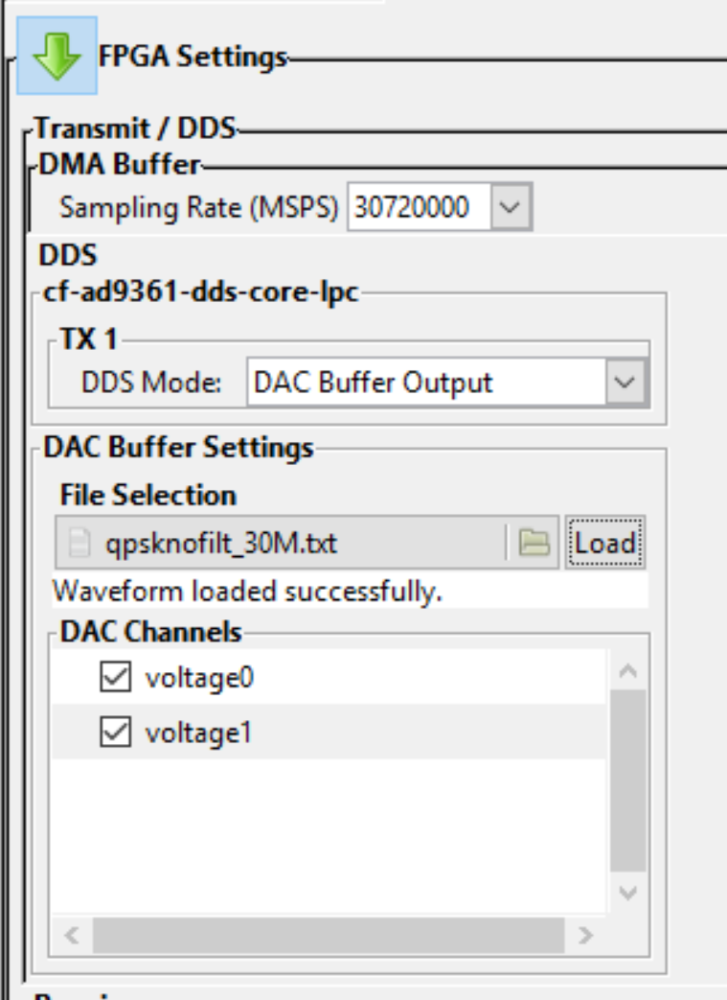 FPGA Settings
Transmit / DDS
DMA Buffer
Sampling Rate (MSPS) 30720000
DDS
cf-ad9361-dds-core-lpc
TX 1
DDS Mode: DAC Buffer Output
DAC Buffer Settings
File Selection
qpsknofilt_30M.txt Load
Waveform loaded successfully.
DAC Channels
voltage0
voltage1